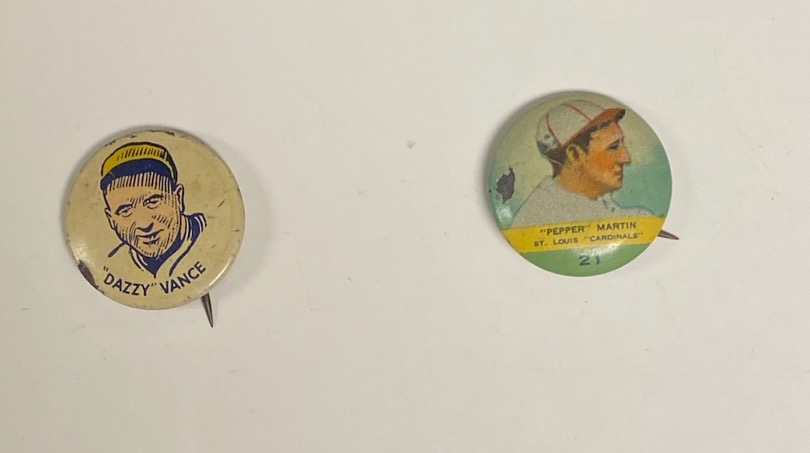 "DAZZY" VANCE
"PEPPER" MARTIN
ST. LOUIS "CARDINALS"
21